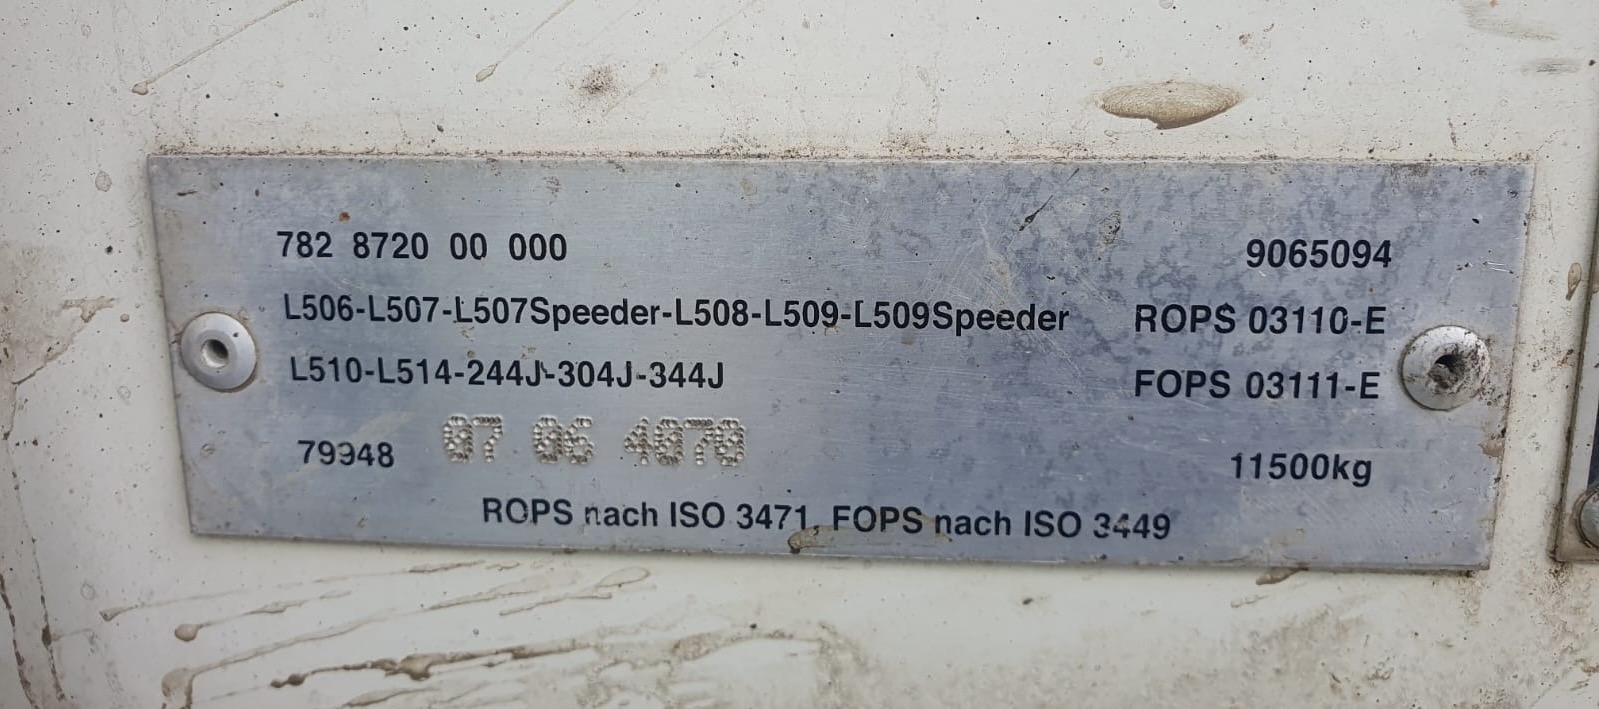 782 8720 00 000 9065094
L506-L507-L507Speeder-L508-L509-L509Speeder ROPS 03110-E
L510-L514-244J-304J-344J FOPS 03111-E
79948 07 06 4070 11500kg
ROPS nach ISO 3471, FOPS nach ISO 3449